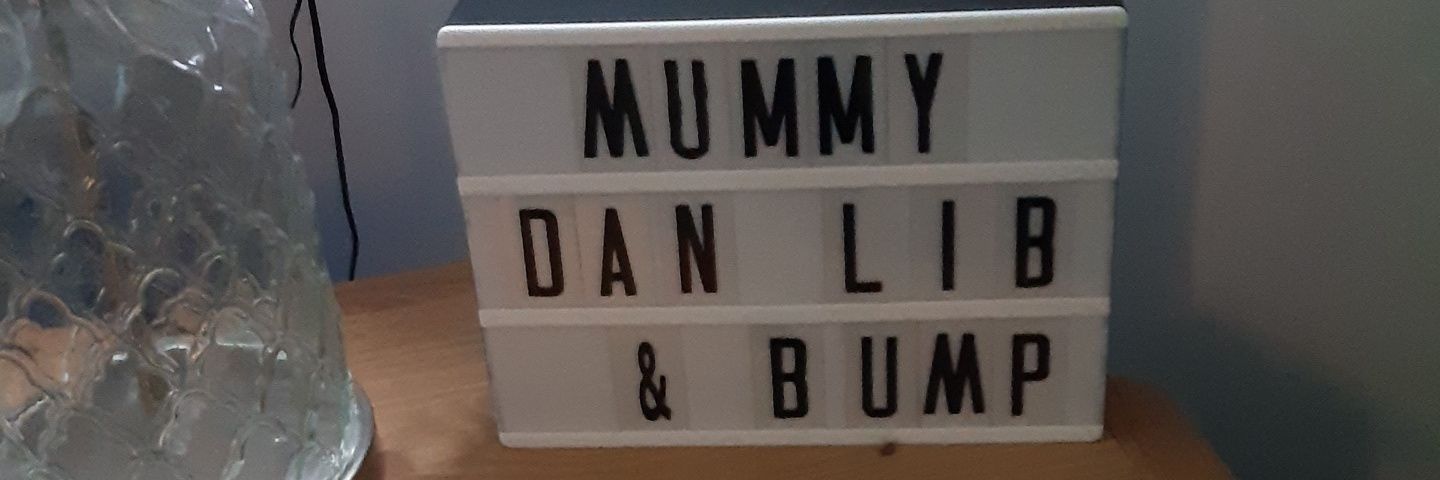 MUMMY
DAN LIB
& BUMP